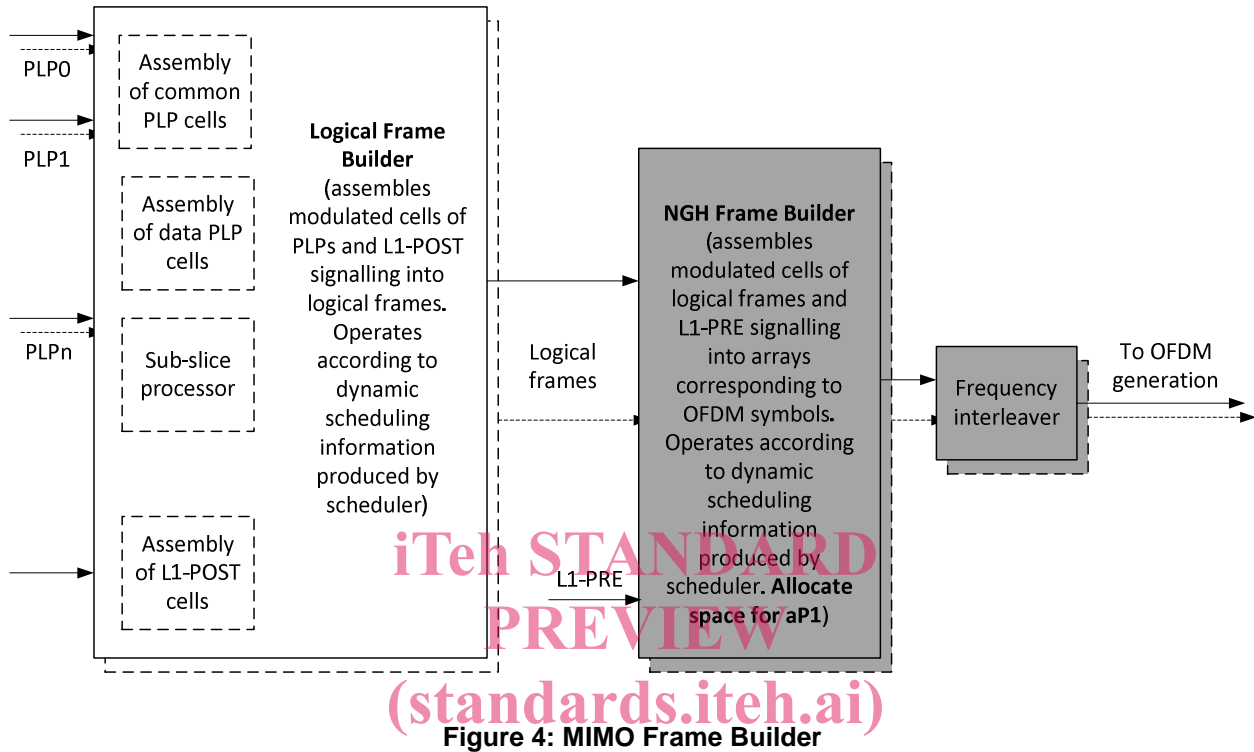 PLP0
PLP1
PLPn
Assembly
of common
PLP cells
Assembly
of data PLP
cells
Sub-slice
processor
Assembly
of L1-POST
cells
Logical Frame
Builder
(assembles
modulated cells of
PLPs and L1-POST
signalling into
logical frames.
Operates
according to
dynamic
scheduling
information
produced by
scheduler)
Logical
frames
L1-PRE
NGH Frame Builder
(assembles
modulated cells of
logical frames and
L1-PRE signalling
into arrays
corresponding to
OFDM symbols.
Operates according
to dynamic
scheduling
information
produced by
scheduler. Allocate
space for aP1)
Frequency
interleaver
To OFDM
generation
iTeh STANDARD
PREVIEW
(standards.iteh.ai)
Figure 4: MIMO Frame Builder